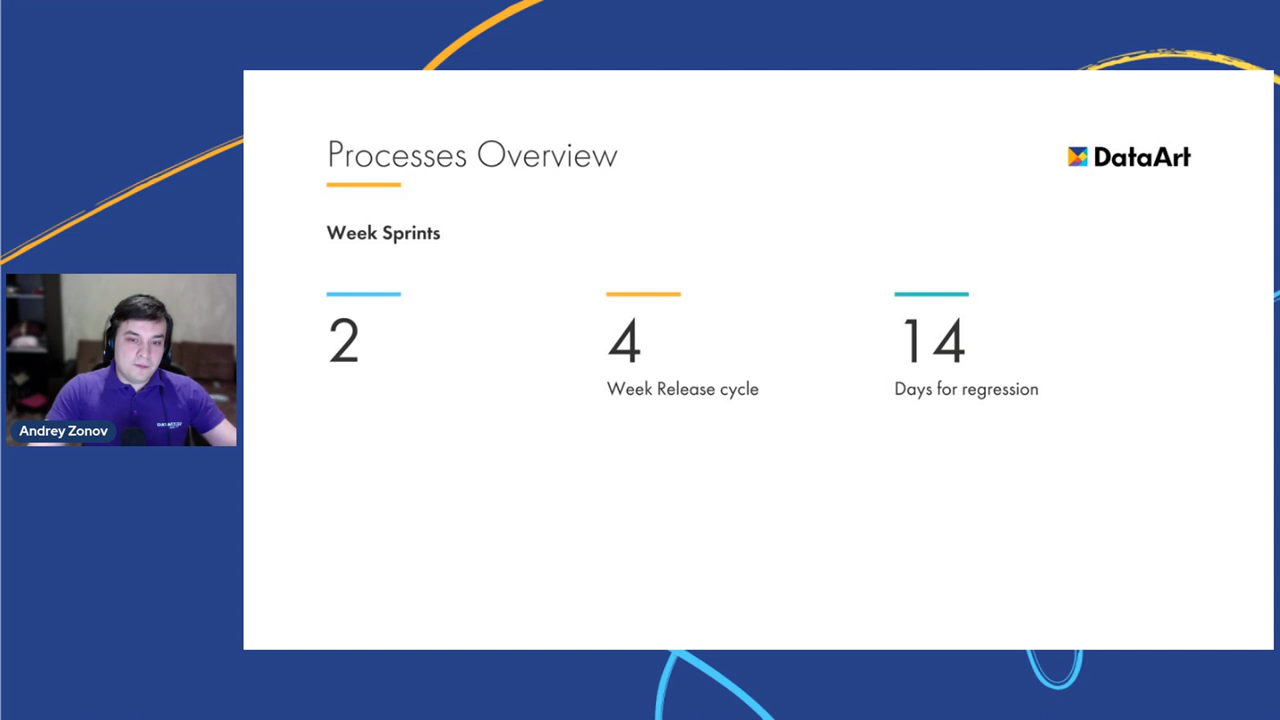 Processes Overview
DataArt
Week Sprints
2
4
14
Week Release cycle
Days for regression
Andrey Zonov